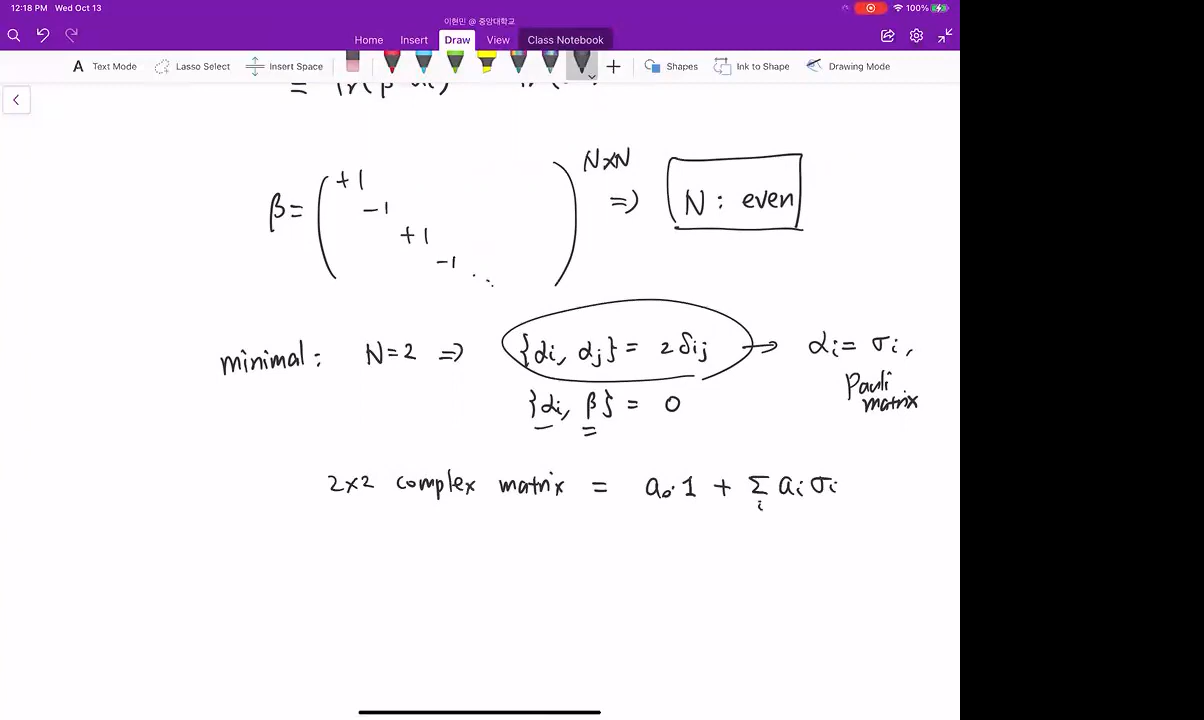 12:18 PM Wed Oct 13
100%
이현민 @ 중앙대학교
Home Insert Draw View Class Notebook
Text Mode Lasso Select Insert Space Shapes Ink to Shape Drawing Mode
β = ( +1 -1 +1 -1 ⋱ ) N×N ⇒ N : even
minimal : N=2 ⇒ {αi, αj} = 2δij → αi = σi,
Pauli
matrix
{αi, β} = 0
2×2 complex matrix = a₀·1 + Σ_i ai σi